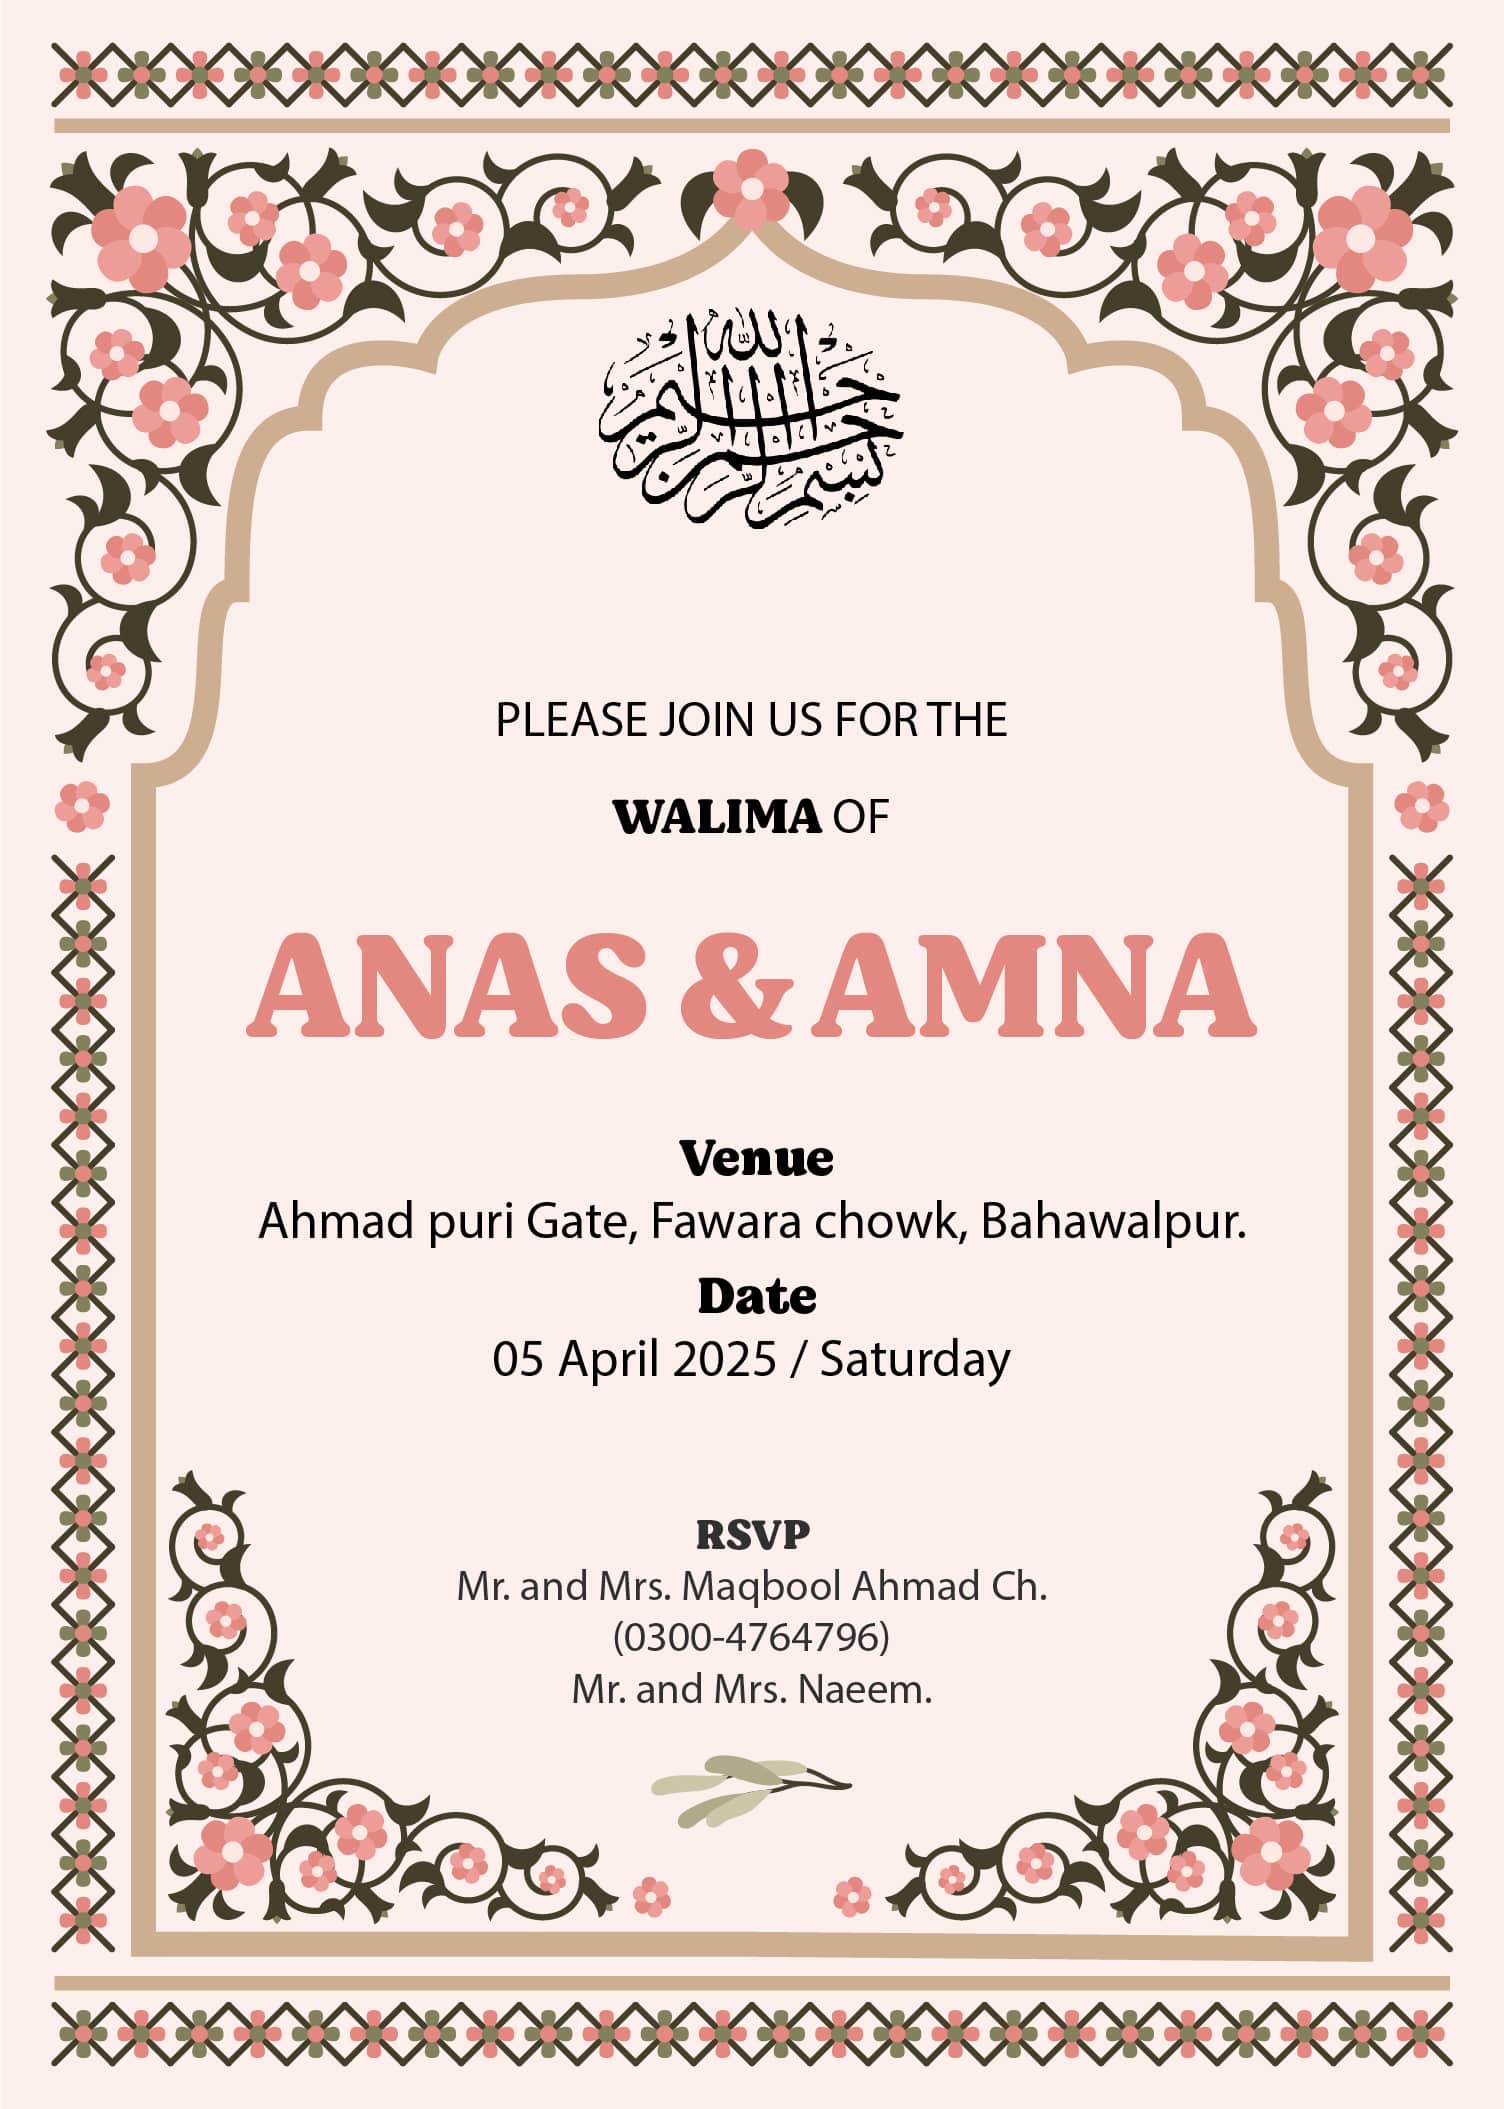 بسم الله الرحمن الرحيم
PLEASE JOIN US FOR THE
WALIMA OF
ANAS & AMNA
Venue
Ahmad puri Gate, Fawara chowk, Bahawalpur.
Date
05 April 2025 / Saturday
RSVP
Mr. and Mrs. Maqbool Ahmad Ch.
(0300-4764796)
Mr. and Mrs. Naeem.